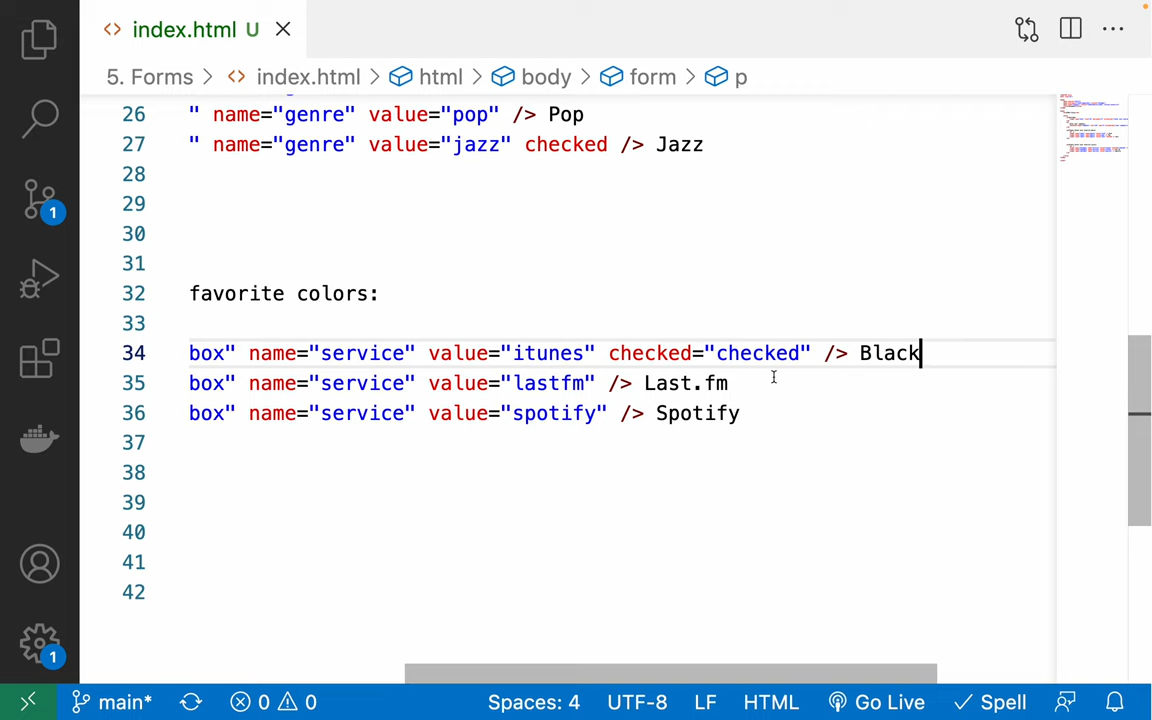 index.html U
5. Forms > index.html > html > body > form > p
26 " name="genre" value="pop" /> Pop
27 " name="genre" value="jazz" checked /> Jazz
28
29
30
31
32 favorite colors:
33
34 box" name="service" value="itunes" checked="checked" /> Black
35 box" name="service" value="lastfm" /> Last.fm
36 box" name="service" value="spotify" /> Spotify
37
38
39
40
41
42
1
1
main* 0 0 Spaces: 4 UTF-8 LF HTML Go Live Spell